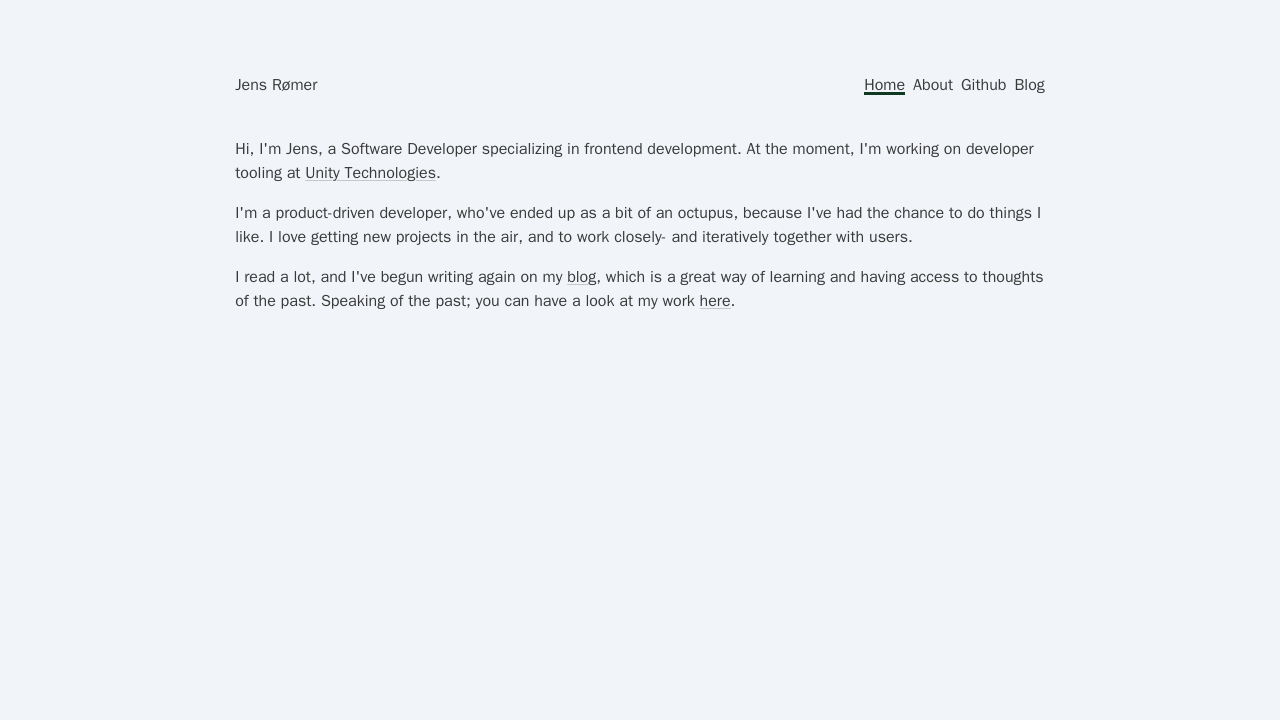 Jens Rømer
Home About Github Blog
Hi, I'm Jens, a Software Developer specializing in frontend development. At the moment, I'm working on developer
tooling at Unity Technologies.
I'm a product-driven developer, who've ended up as a bit of an octupus, because I've had the chance to do things I
like. I love getting new projects in the air, and to work closely- and iteratively together with users.
I read a lot, and I've begun writing again on my blog, which is a great way of learning and having access to thoughts
of the past. Speaking of the past; you can have a look at my work here.